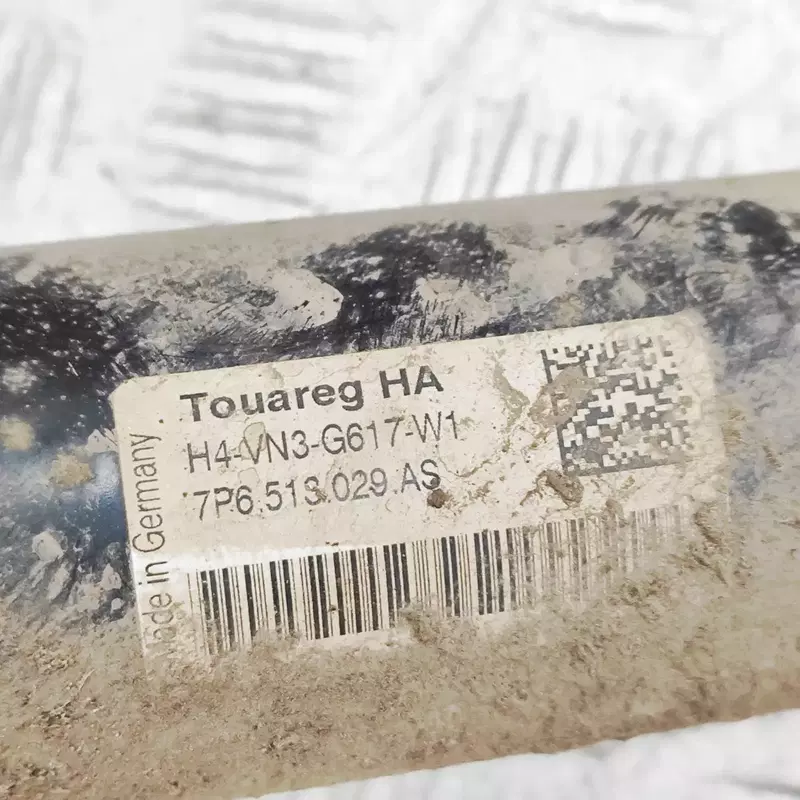 Touareg HA
H4-VN3-G617-W1
7P6.513.029.AS
Made in Germany